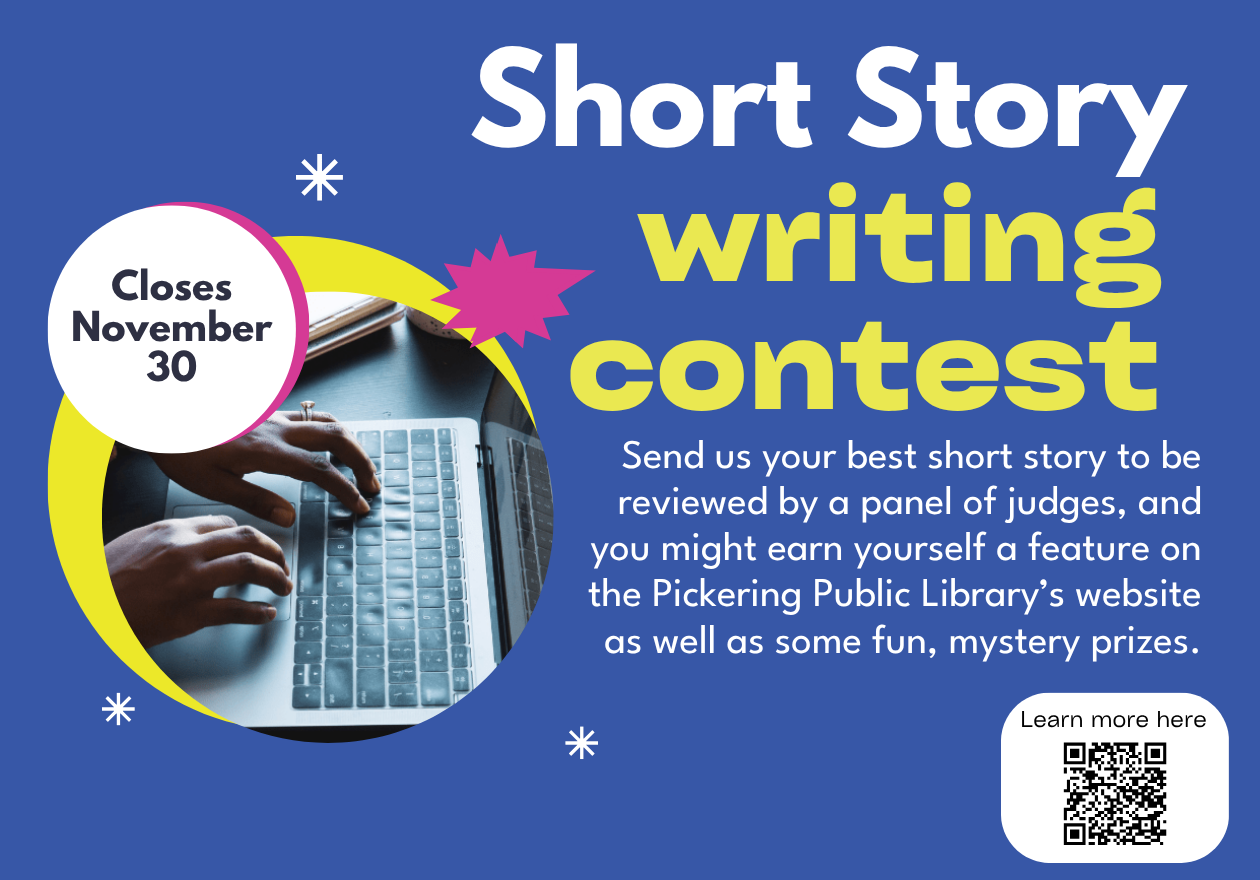 Short Story
writing
contest
Closes
November
30
Send us your best short story to be
reviewed by a panel of judges, and
you might earn yourself a feature on
the Pickering Public Library’s website
as well as some fun, mystery prizes.
Learn more here